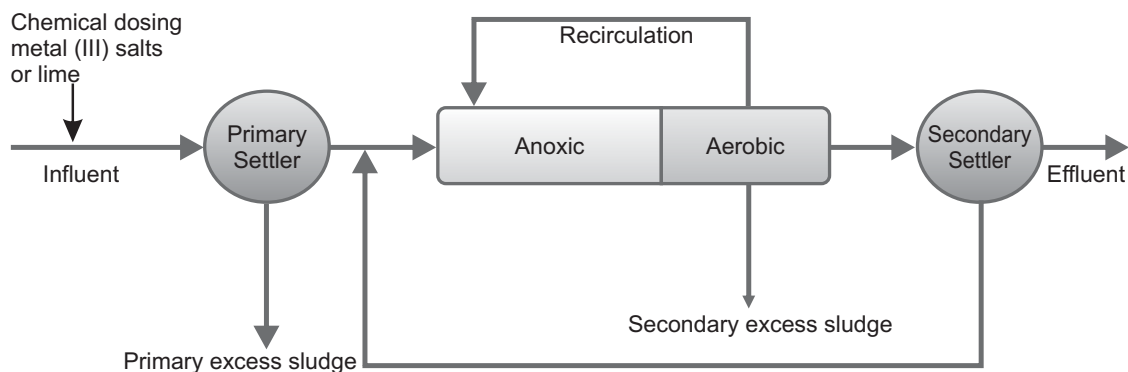 Chemical dosing
metal (III) salts
or lime
Recirculation
Primary
Settler
Anoxic
Aerobic
Secondary
Settler
Influent
Effluent
Secondary excess sludge
Primary excess sludge